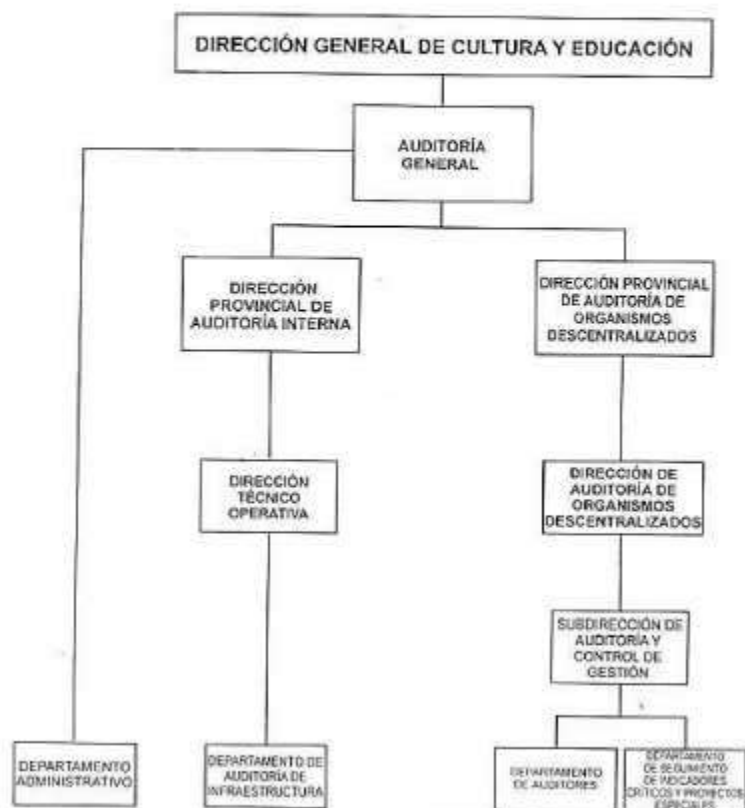 DIRECCIÓN GENERAL DE CULTURA Y EDUCACIÓN
AUDITORÍA
GENERAL
DIRECCIÓN
PROVINCIAL DE
AUDITORÍA INTERNA
DIRECCIÓN PROVINCIAL
DE AUDITORÍA DE
ORGANISMOS
DESCENTRALIZADOS
DIRECCIÓN
TÉCNICO
OPERATIVA
DIRECCIÓN DE
AUDITORÍA DE
ORGANISMOS
DESCENTRALIZADOS
SUBDIRECCIÓN DE
AUDITORÍA Y
CONTROL DE
GESTIÓN
DEPARTAMENTO
ADMINISTRATIVO
DEPARTAMENTO DE
AUDITORÍA DE
INFRAESTRUCTURA
DEPARTAMENTO
DE AUDITORES
DEPARTAMENTO
DE SEGUIMIENTO
DE INDICADORES
CRÍTICOS Y PROYECTOS
ESPECIALES